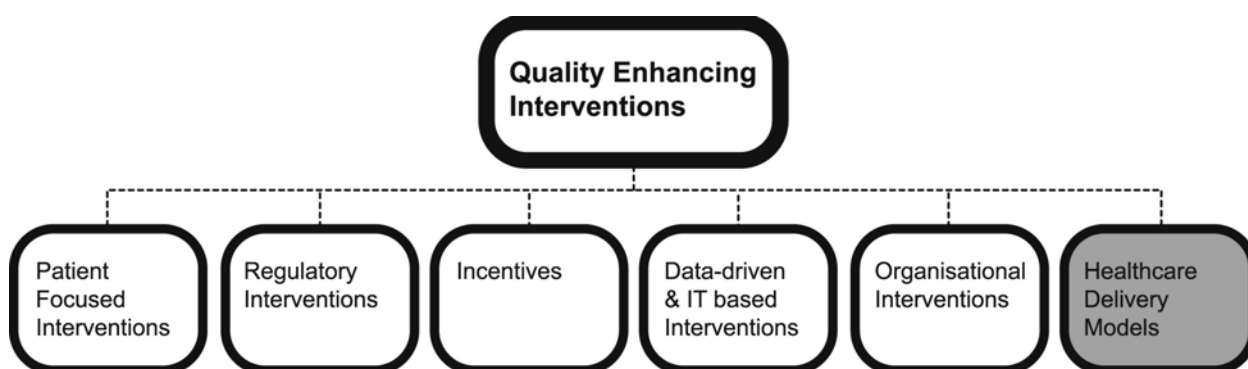 Quality Enhancing
Interventions
Patient
Focused
Interventions
Regulatory
Interventions
Incentives
Data-driven
& IT based
Interventions
Organisational
Interventions
Healthcare
Delivery
Models